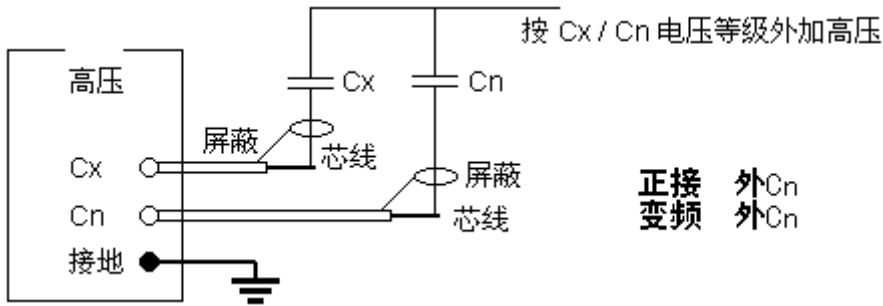 按 Cx / Cn 电压等级外加高压
高压
Cx
Cn
屏蔽
芯线
Cx
屏蔽
Cn
芯线
接地
正接 外Cn
变频 外Cn